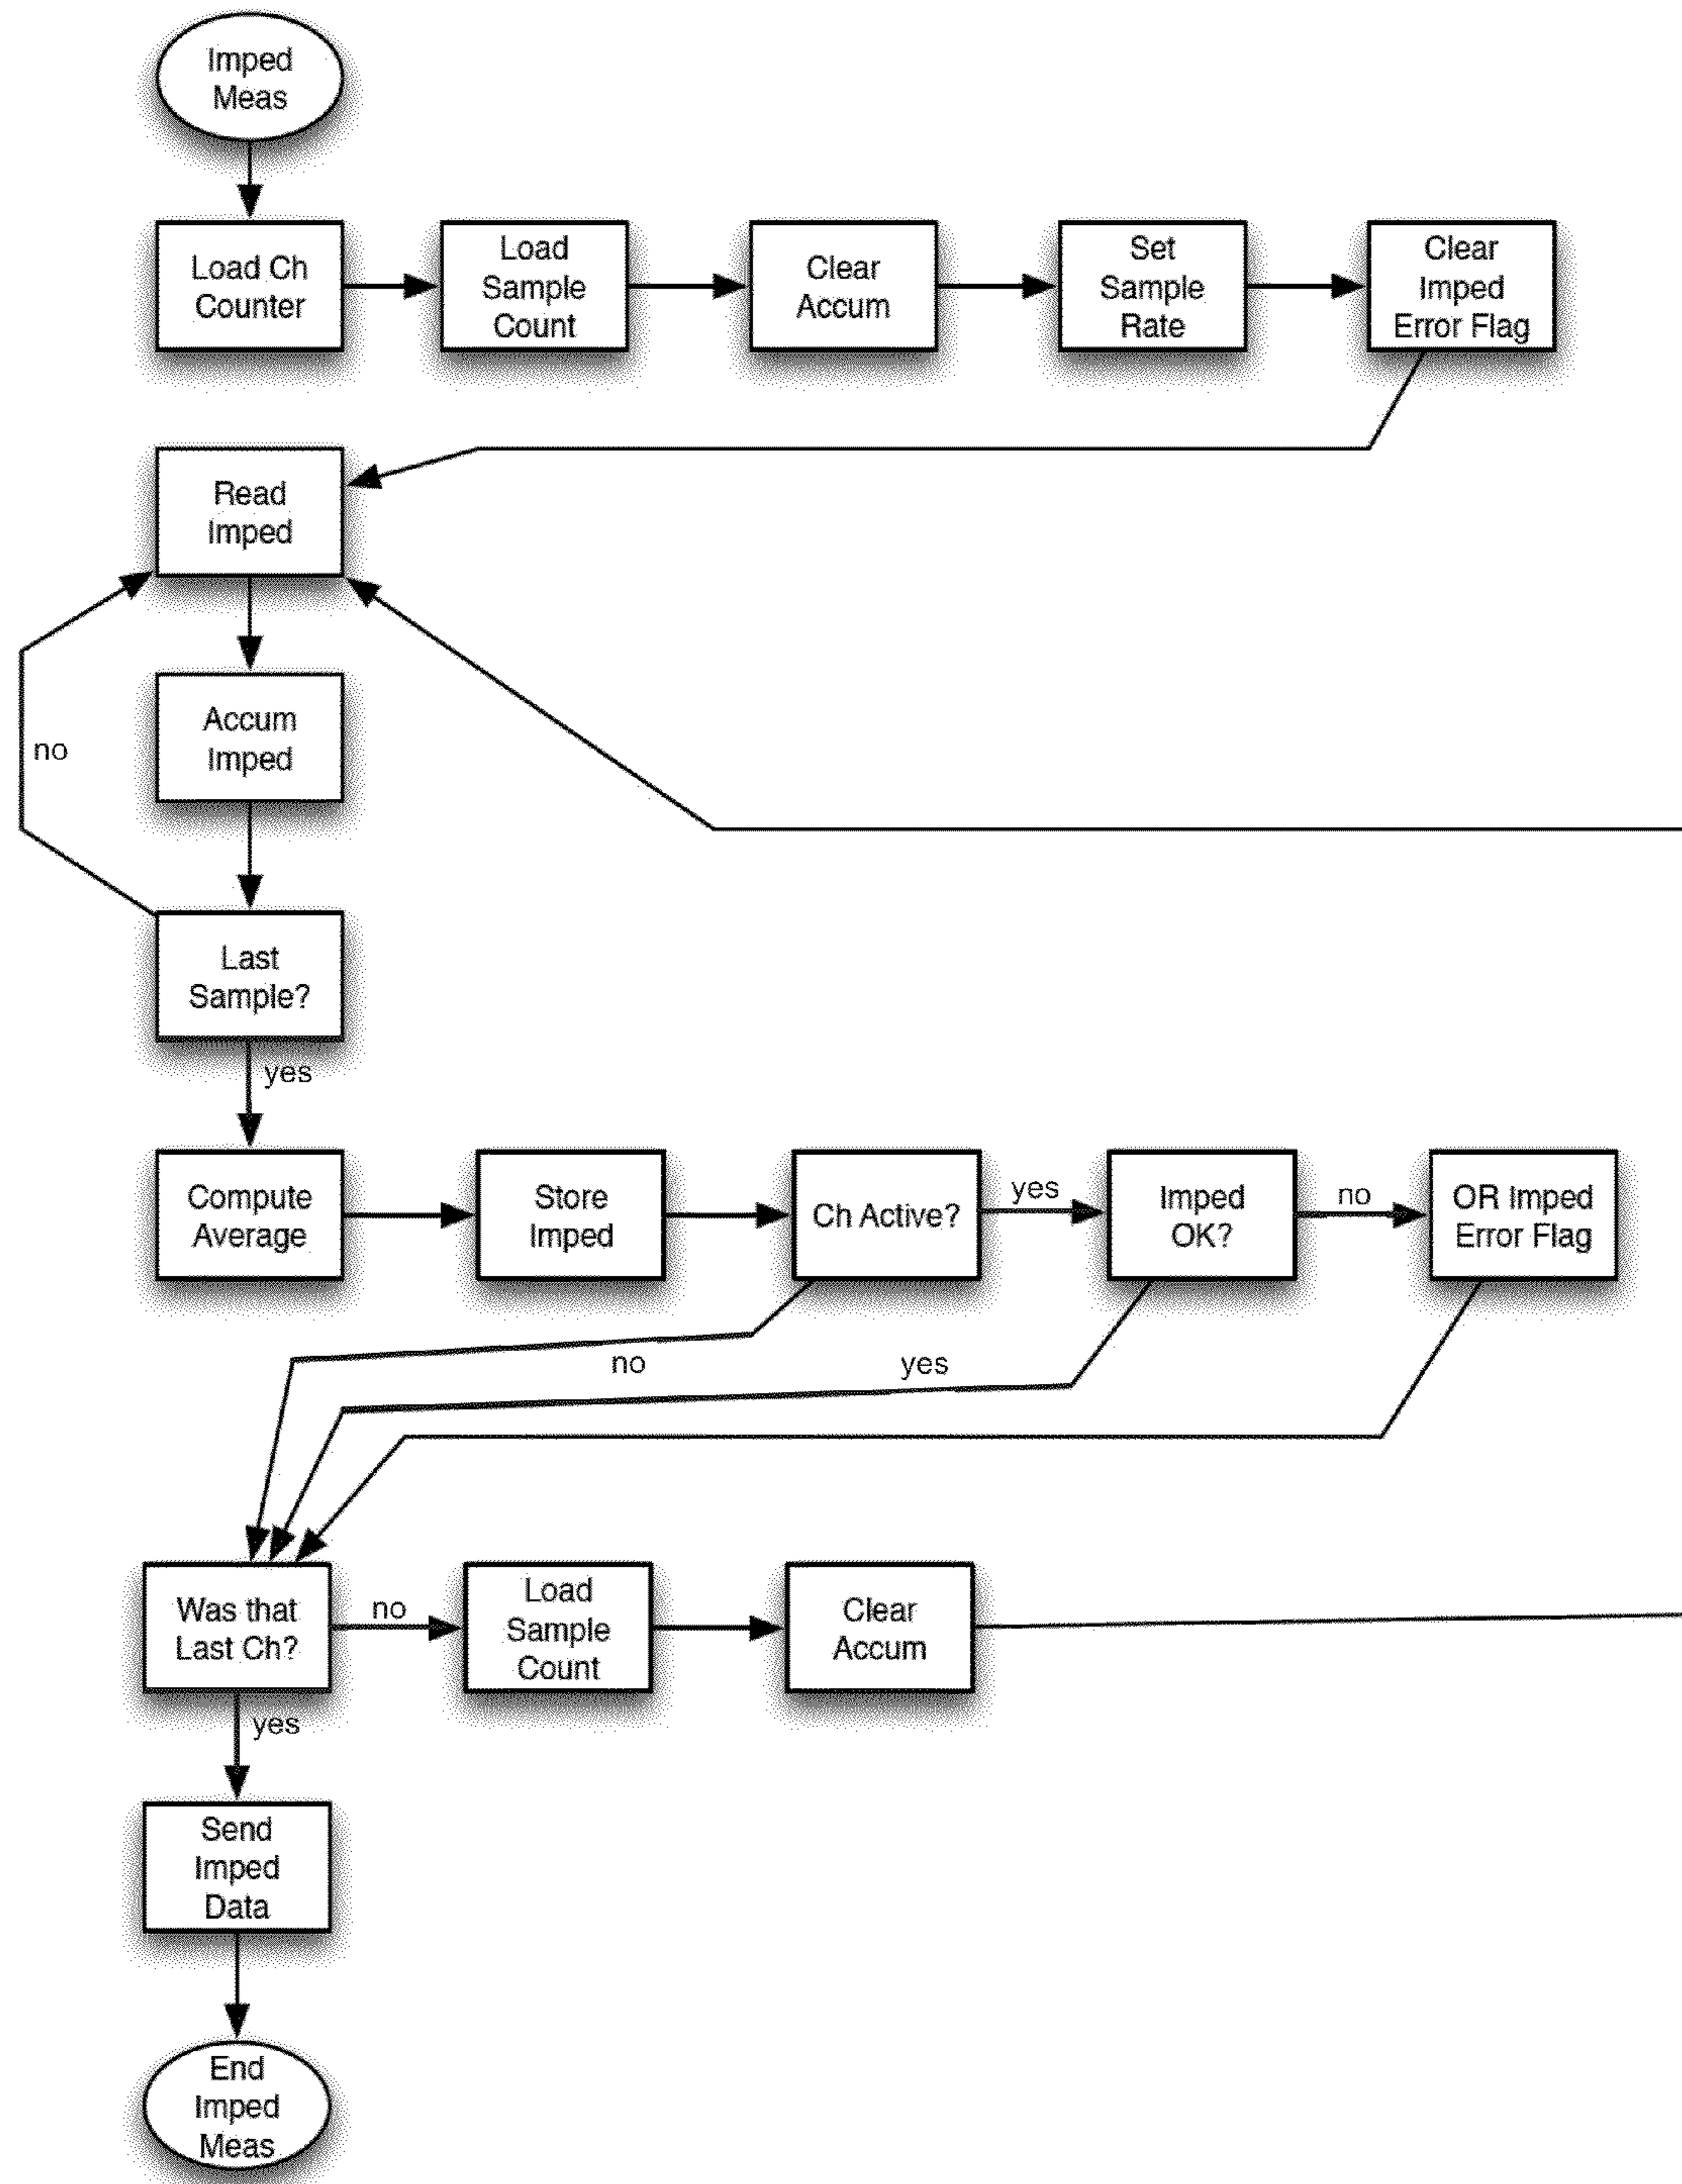 Imped
Meas
Load Ch
Counter
Load
Sample
Count
Clear
Accum
Set
Sample
Rate
Clear
Imped
Error Flag
Read
Imped
no
Accum
Imped
Last
Sample?
yes
Compute
Average
Store
Imped
Ch Active?
yes
Imped
OK?
no
OR Imped
Error Flag
no
yes
Was that
Last Ch?
no
Load
Sample
Count
Clear
Accum
yes
Send
Imped
Data
End
Imped
Meas